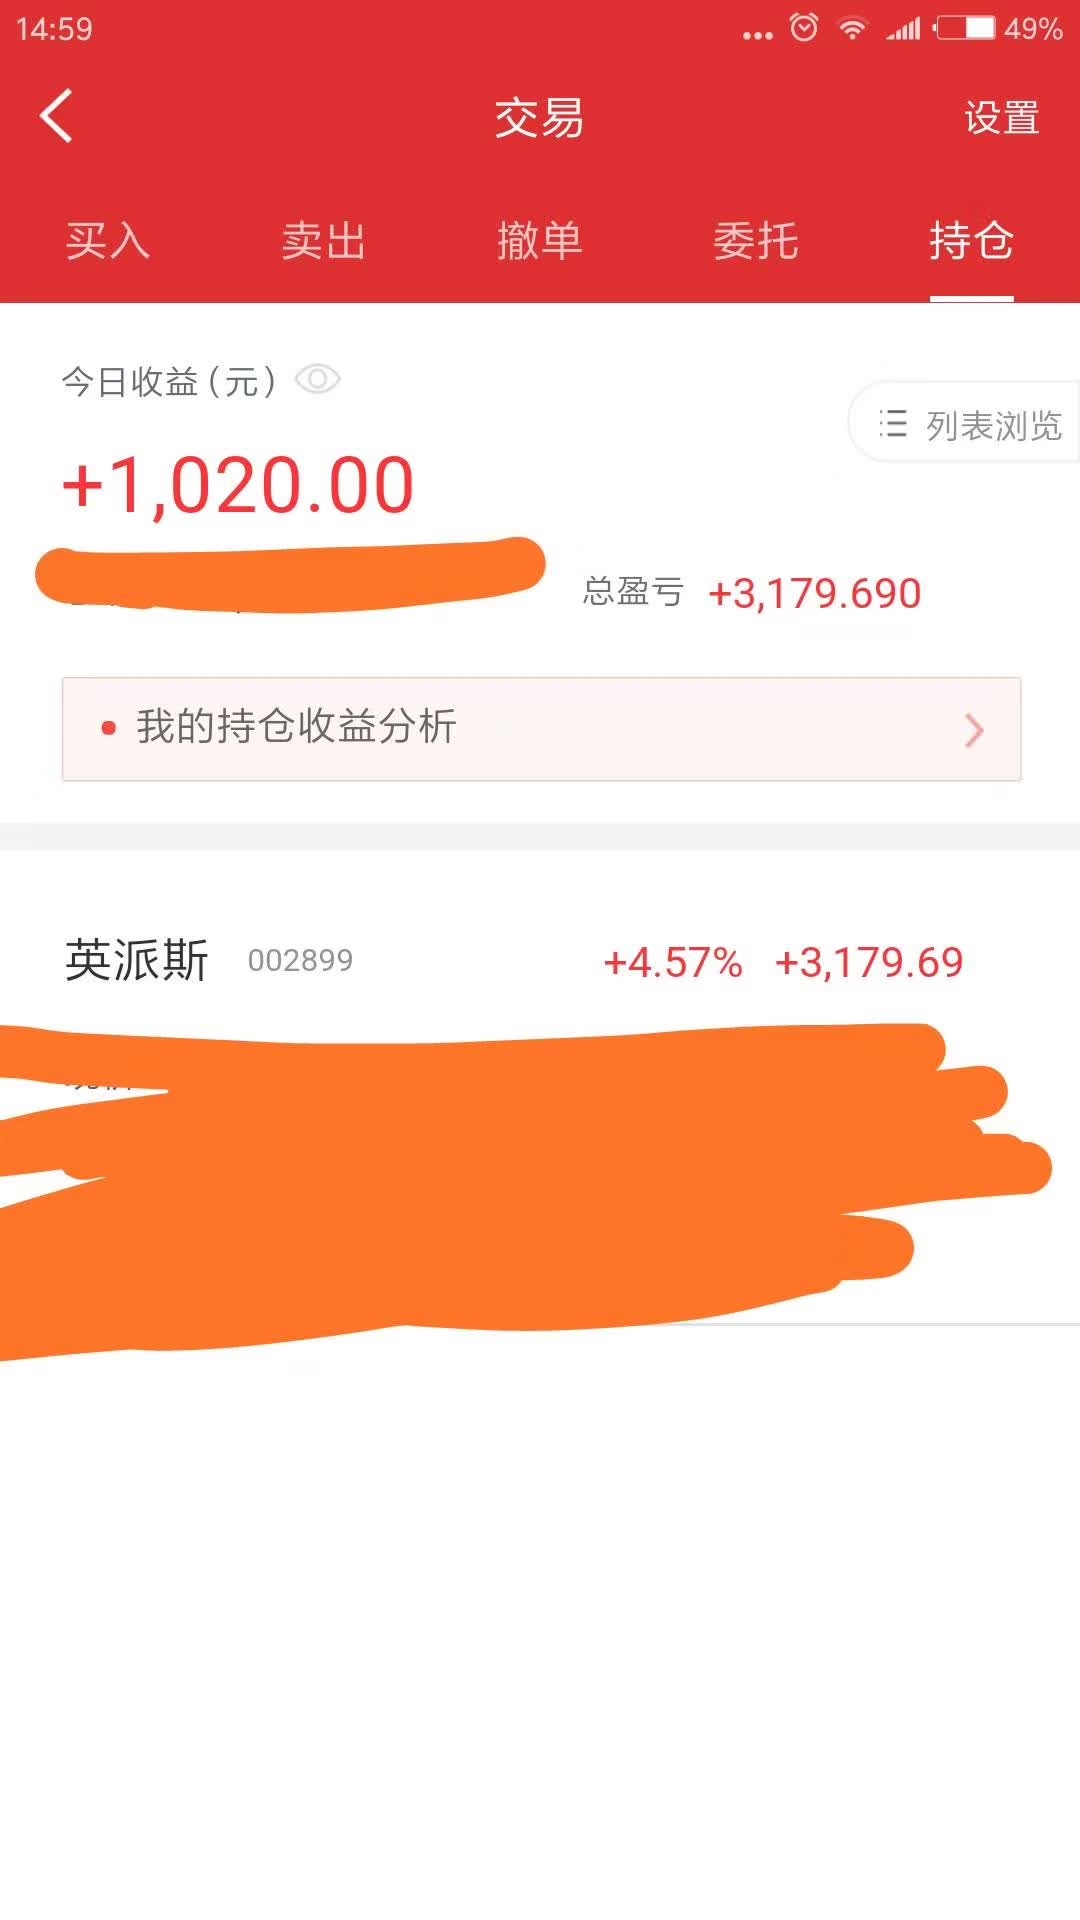 14:59 49%
交易 设置
买入 卖出 撤单 委托 持仓
今日收益(元)
列表浏览
+1,020.00
总盈亏 +3,179.690
我的持仓收益分析
英派斯 002899 +4.57% +3,179.69